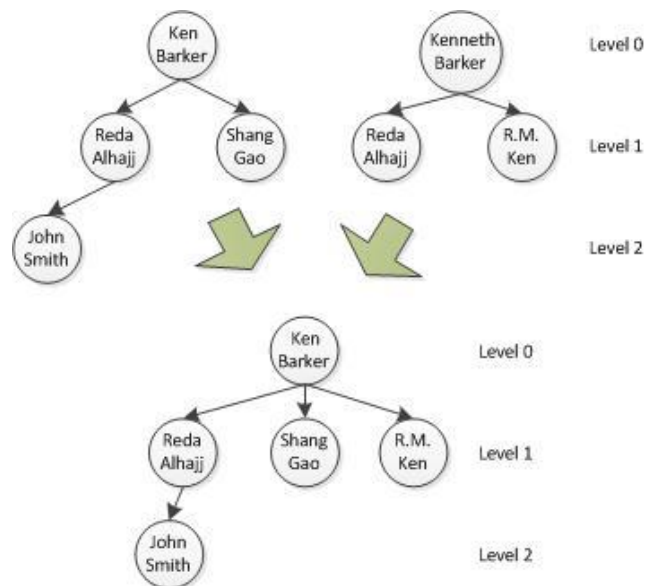 Ken
Barker
Kenneth
Barker
Level 0
Reda
Alhajj
Shang
Gao
Reda
Alhajj
R.M.
Ken
Level 1
John
Smith
Level 2
Ken
Barker
Level 0
Reda
Alhajj
Shang
Gao
R.M.
Ken
Level 1
John
Smith
Level 2